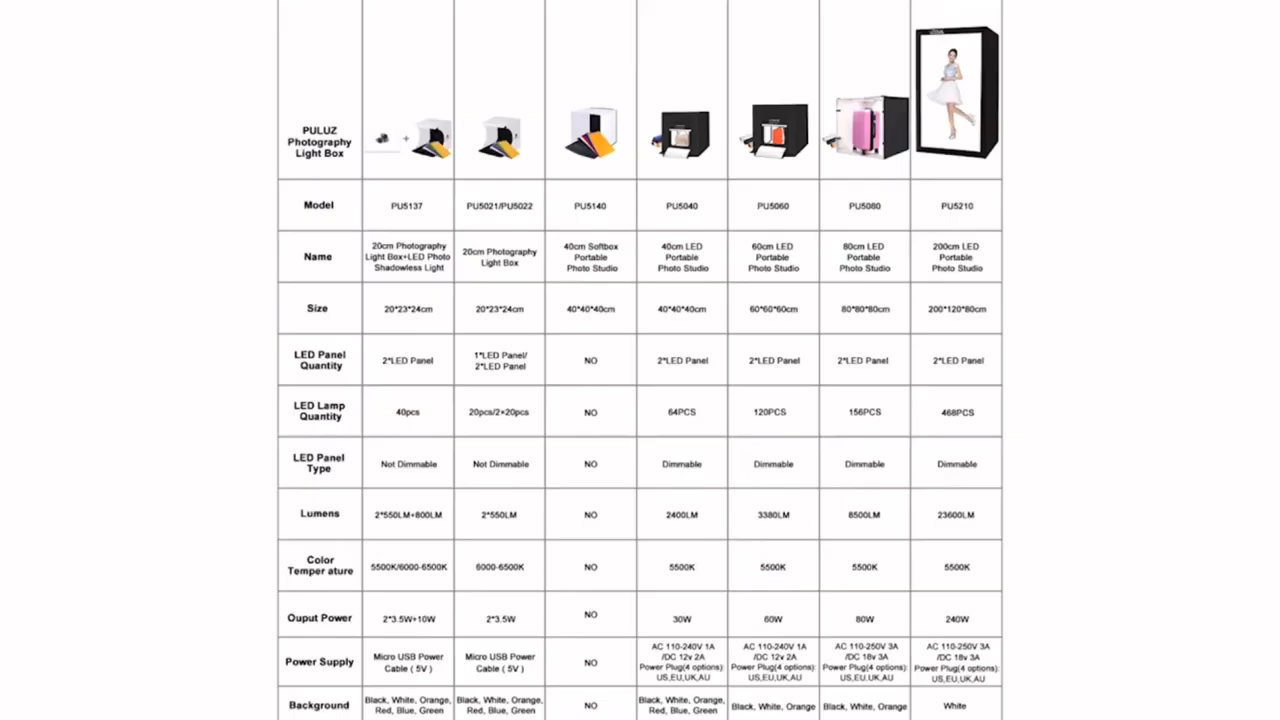 PULUZ
Photography
Light Box
Model PU5137 PU5021/PU5022 PU5140 PU5040 PU5060 PU5080 PU5210
Name 20cm Photography Light Box+LED Photo Shadowless Light 20cm Photography Light Box 40cm Softbox Portable Photo Studio 40cm LED Portable Photo Studio 60cm LED Portable Photo Studio 80cm LED Portable Photo Studio 200cm LED Portable Photo Studio
Size 20*23*24cm 20*23*24cm 40*40*40cm 40*40*40cm 60*60*60cm 80*80*80cm 200*120*80cm
LED Panel Quantity 2*LED Panel 1*LED Panel/ 2*LED Panel NO 2*LED Panel 2*LED Panel 2*LED Panel 2*LED Panel
LED Lamp Quantity 40pcs 20pcs/2×20pcs NO 64PCS 120PCS 156PCS 468PCS
LED Panel Type Not Dimmable Not Dimmable NO Dimmable Dimmable Dimmable Dimmable
Lumens 2*550LM+800LM 2*550LM NO 2400LM 3380LM 8500LM 23600LM
Color Temper ature 5500K/6000-6500K 6000-6500K NO 5500K 5500K 5500K 5500K
Ouput Power 2*3.5W+10W 2*3.5W NO 30W 60W 80W 240W
Power Supply Micro USB Power Cable ( 5V ) Micro USB Power Cable ( 5V ) NO AC 110-240V 1A /DC 12v 2A Power Plug(4 options): US,EU,UK,AU AC 110-240V 1A /DC 12v 2A Power Plug(4 options): US,EU,UK,AU AC 110-250V 3A /DC 18v 3A Power Plug(4 options): US,EU,UK,AU AC 110-250V 3A /DC 18v 3A Power Plug(4 options): US,EU,UK,AU
Background Black, White, Orange, Red, Blue, Green Black, White, Orange, Red, Blue, Green NO Black, White, Orange, Red, Blue, Green Black, White, Orange Black, White, Orange White